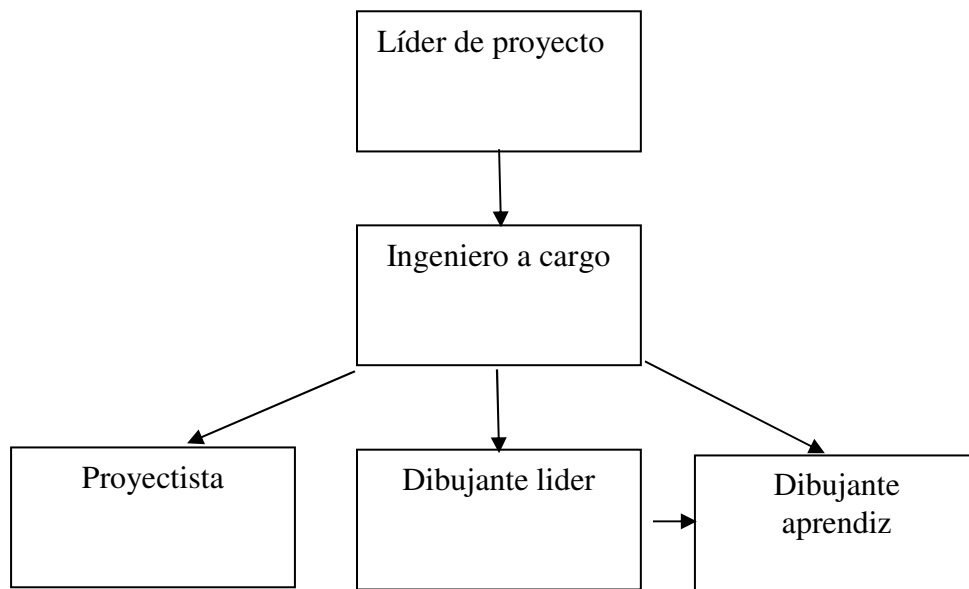 Líder de proyecto
Ingeniero a cargo
Proyectista
Dibujante lider
Dibujante
aprendiz